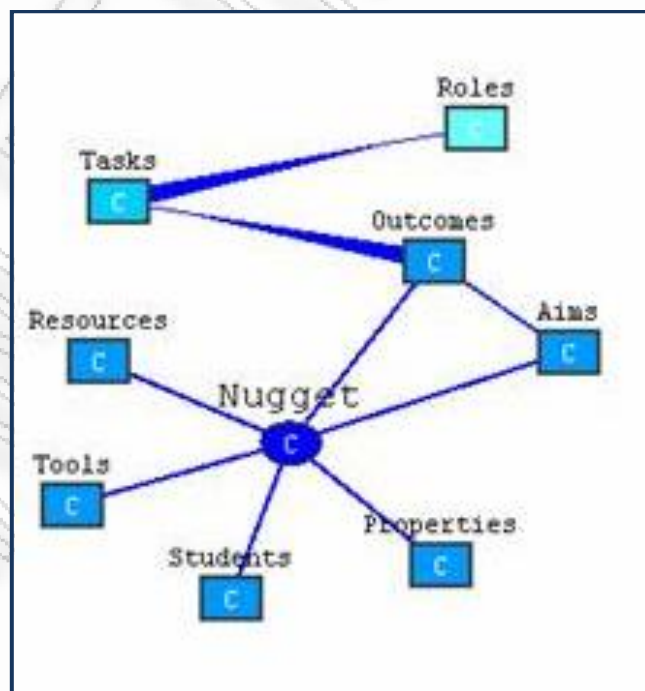 Roles
C
Tasks
C
Outcomes
C
Aims
C
Resources
C
Nugget
C
Tools
C
Properties
C
Students
C